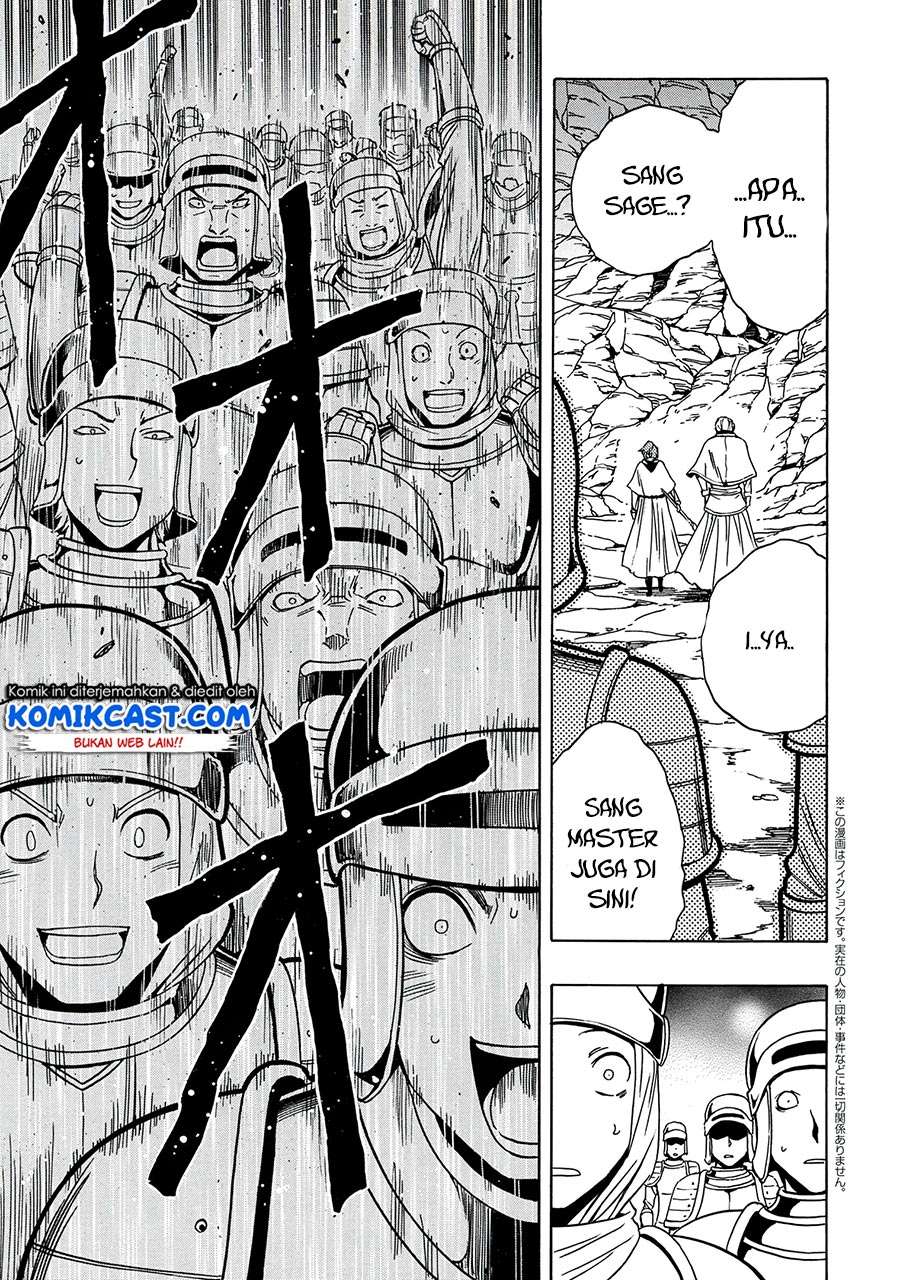 ...APA..
ITU...
SANG
SAGE...?
I...YA..
SANG
MASTER
JUGA DI
SINI!
※この漫画はフィクションです。実在の人物・団体・事件などには一切関係ありません。
オ
オ
オ
Komik ini diterjemahkan & diedit oleh
KOMIKCAST.COM
BUKAN WEB LAIN!!